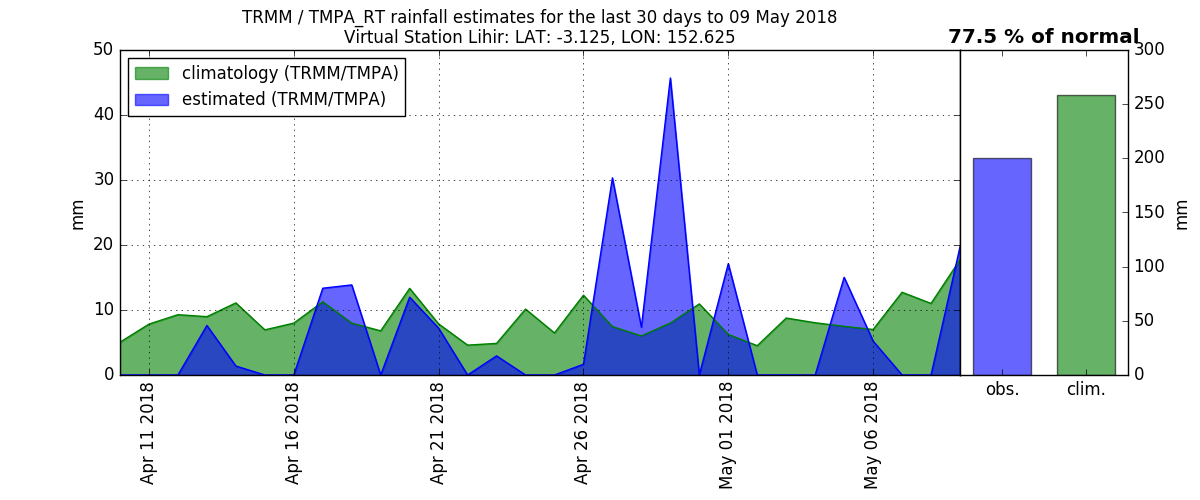 TRMM / TMPA_RT rainfall estimates for the last 30 days to 09 May 2018
Virtual Station Lihir: LAT: -3.125, LON: 152.625
77.5 % of normal
climatology (TRMM/TMPA)
estimated (TRMM/TMPA)
50
40
30
20
10
0
mm
Apr 11 2018
Apr 16 2018
Apr 21 2018
Apr 26 2018
May 01 2018
May 06 2018
obs.
clim.
300
250
200
150
100
50
0
mm